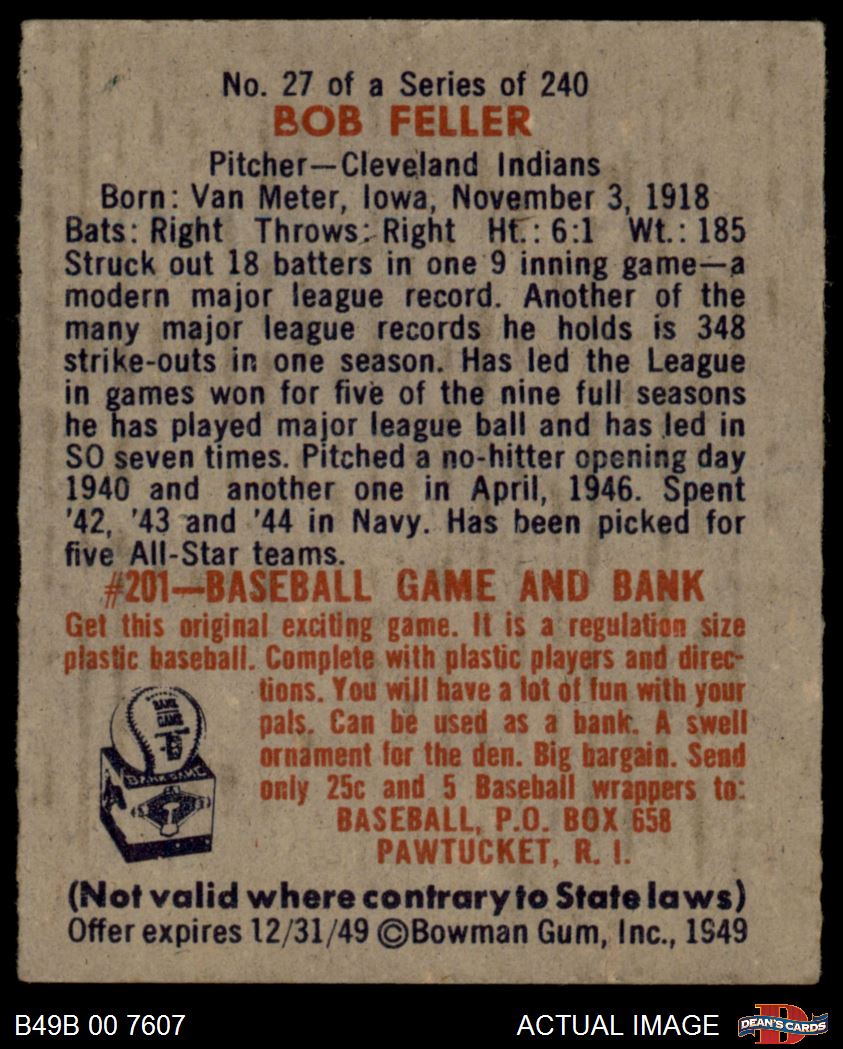 No. 27 of a Series of 240
BOB FELLER
Pitcher—Cleveland Indians
Born: Van Meter, Iowa, November 3, 1918
Bats: Right Throws: Right Ht.: 6:1 Wt.: 185
Struck out 18 batters in one 9 inning game—a
modern major league record. Another of the
many major league records he holds is 348
strike-outs in one season. Has led the League
in games won for five of the nine full seasons
he has played major league ball and has led in
SO seven times. Pitched a no-hitter opening day
1940 and another one in April, 1946. Spent
'42, '43 and '44 in Navy. Has been picked for
five All-Star teams.
#201—BASEBALL GAME AND BANK
Get this original exciting game. It is a regulation size
plastic baseball. Complete with plastic players and direc-
tions. You will have a lot of fun with your
pals. Can be used as a bank. A swell
ornament for the den. Big bargain. Send
only 25c and 5 Baseball wrappers to:
BASEBALL, P.O. BOX 658
PAWTUCKET, R. I.
BANK
GAME
BANK GAME
(Not valid where contrary to State laws)
Offer expires 12/31/49 ©Bowman Gum, Inc., 1949
B49B 00 7607
ACTUAL IMAGE
DEAN'S CARDS